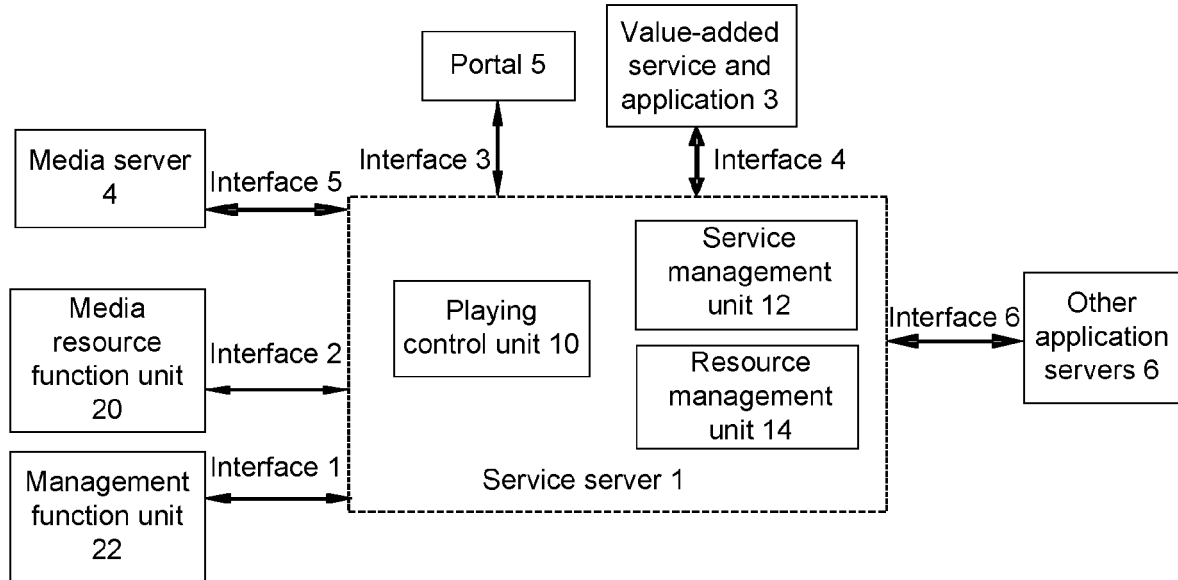 Portal 5
Value-added
service and
application 3
Interface 3
Interface 4
Media server
4
Interface 5
Media
resource
function unit
20
Interface 2
Management
function unit
22
Interface 1
Playing
control unit 10
Service
management
unit 12
Resource
management
unit 14
Service server 1
Interface 6
Other
application
servers 6